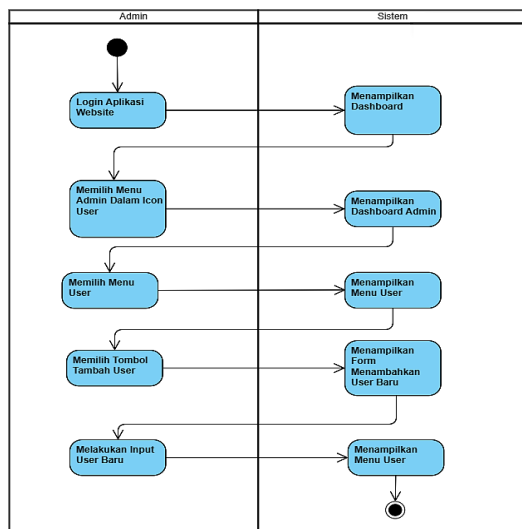 Admin
Sistem
Login Aplikasi
Website
Menampilkan
Dashboard
Memilih Menu
Admin Dalam Icon
User
Menampilkan
Dashboard Admin
Memilih Menu
User
Menampilkan
Menu User
Memilih Tombol
Tambah User
Menampilkan
Form
Menambahkan
User Baru
Melakukan Input
User Baru
Menampilkan
Menu User